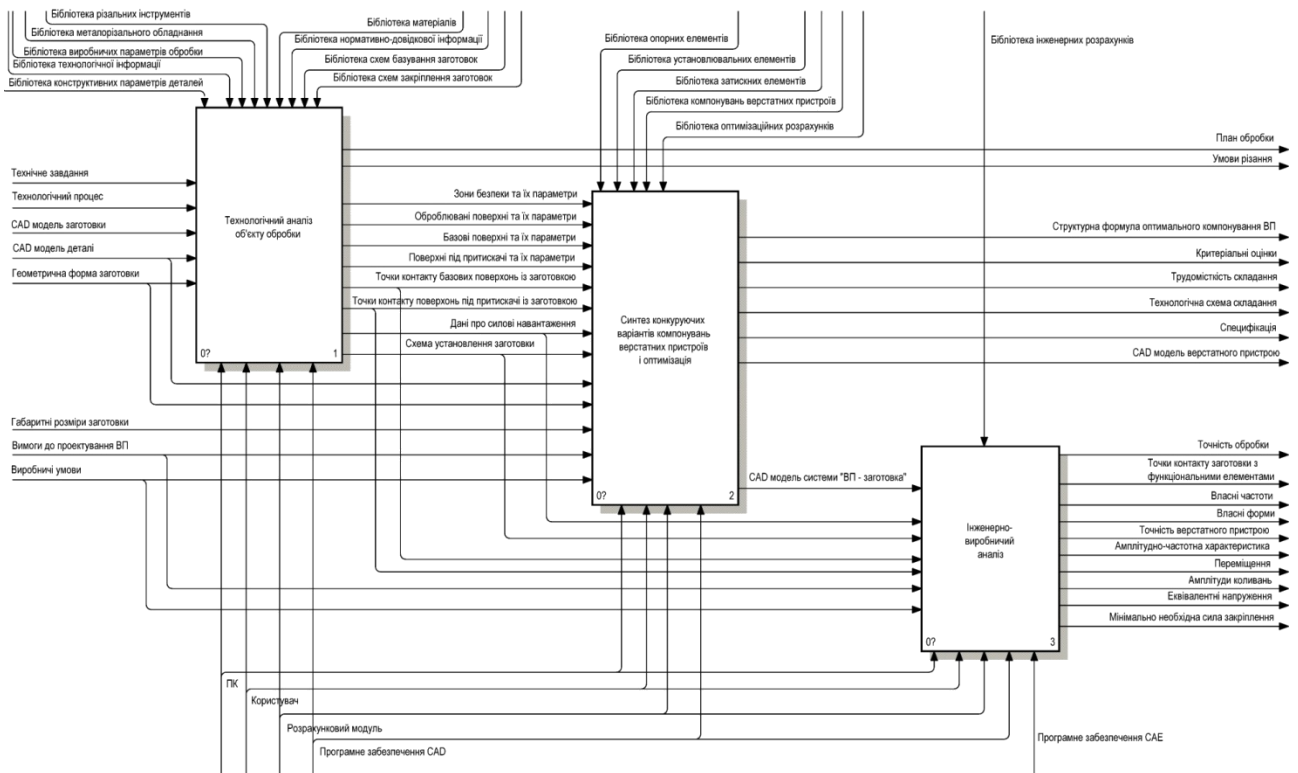 Бібліотека різальних інструментів
Бібліотека металорізального обладнання
Бібліотека виробничих параметрів обробки
Бібліотека технологічної інформації
Бібліотека конструктивних параметрів деталей
Бібліотека матеріалів
Бібліотека нормативно-довідкової інформації
Бібліотека схем базування заготовок
Бібліотека схем закріплення заготовок
Бібліотека опорних елементів
Бібліотека установлювальних елементів
Бібліотека затискних елементів
Бібліотека компонувань верстатних пристроїв
Бібліотека оптимізаційних розрахунків
Бібліотека інженерних розрахунків
Технічне завдання
Технологічний процес
CAD модель заготовки
CAD модель деталі
Геометрична форма заготовки
Технологічний аналіз
об'єкту обробки
0?
1
План обробки
Умови різання
Зони безпеки та їх параметри
Оброблювані поверхні та їх параметри
Базові поверхні та їх параметри
Поверхні під притискачі та їх параметри
Точки контакту базових поверхонь із заготовкою
Точки контакту поверхонь під притискачі із заготовкою
Дані про силові навантаження
Схема установлення заготовки
Габаритні розміри заготовки
Вимоги до проектування ВП
Виробничі умови
Синтез конкуруючих
варіантів компонувань
верстатних пристроїв
і оптимізація
0?
2
Структурна формула оптимального компонування ВП
Критеріальні оцінки
Трудомісткість складання
Технологічна схема складання
Специфікація
CAD модель верстатного пристрою
CAD модель системи "ВП - заготовка"
Інженерно-
виробничий
аналіз
0?
3
Точність обробки
Точки контакту заготовки з
функціональними елементами
Власні частоти
Власні форми
Точність верстатного пристрою
Амплітудно-частотна характеристика
Переміщення
Амплітуди коливань
Еквівалентні напруження
Мінімально необхідна сила закріплення
ПК
Користувач
Розрахунковий модуль
Програмне забезпечення CAD
Програмне забезпечення CAE